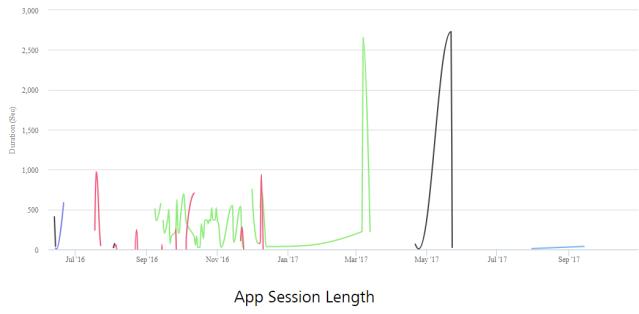 3,000
2,500
2,000
1,500
1,000
500
0
Duration (Sec)
Jul '16
Sep '16
Nov '16
Jan '17
Mar '17
May '17
Jul '17
Sep '17
App Session Length